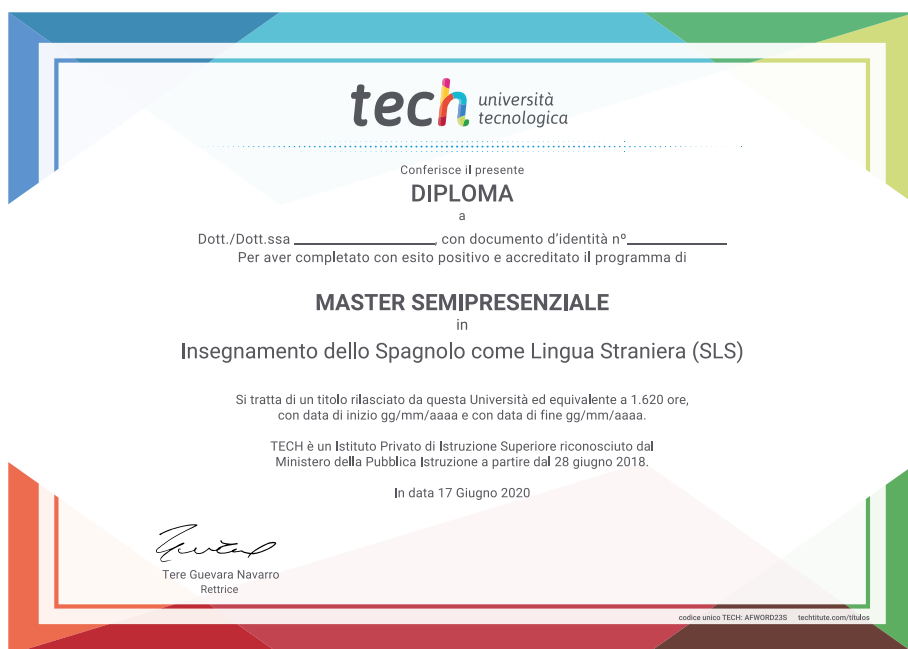 tech università
tecnologica
Conferisce il presente
DIPLOMA
a
Dott./Dott.ssa ____________________, con documento d'identità nº______________
Per aver completato con esito positivo e accreditato il programma di
MASTER SEMIPRESENZIALE
in
Insegnamento dello Spagnolo come Lingua Straniera (SLS)
Si tratta di un titolo rilasciato da questa Università ed equivalente a 1.620 ore,
con data di inizio gg/mm/aaaa e con data di fine gg/mm/aaaa.
TECH è un Istituto Privato di Istruzione Superiore riconosciuto dal
Ministero della Pubblica Istruzione a partire dal 28 giugno 2018.
In data 17 Giugno 2020
Tere Guevara Navarro
Rettrice
codice unico TECH: AFWORD23S techtitute.com/titulos